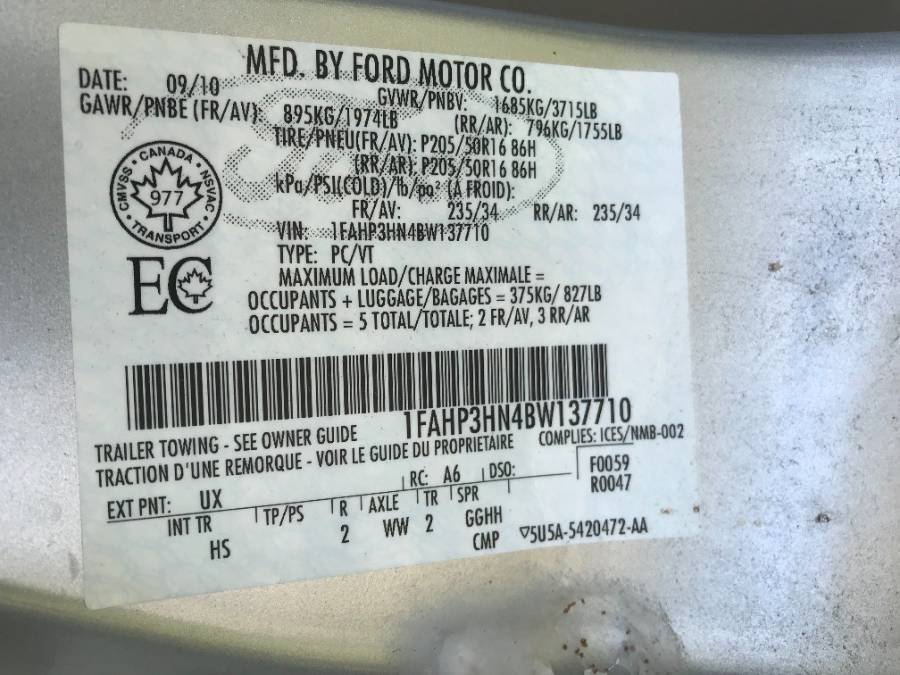 MFD. BY FORD MOTOR CO.
DATE: 09/10 GVWR/PNBV: 1685KG/3715LB
GAWR/PNBE (FR/AV): 895KG/1974LB (RR/AR): 796KG/1755LB
TIRE/PNEU(FR/AV): P205/50R16 86H
(RR/AR): P205/50R16 86H
kPa/PSI(COLD)/lb/po² (A FROID):
FR/AV: 235/34 RR/AR: 235/34
VIN: 1FAHP3HN4BW137710
TYPE: PC/VT
MAXIMUM LOAD/CHARGE MAXIMALE =
OCCUPANTS + LUGGAGE/BAGAGES = 375KG/ 827LB
OCCUPANTS = 5 TOTAL/TOTALE; 2 FR/AV, 3 RR/AR
CANADA
CMVSS 977 NSVAC
TRANSPORT
EC
1FAHP3HN4BW137710
TRAILER TOWING - SEE OWNER GUIDE COMPLIES: ICES/NMB-002
TRACTION D'UNE REMORQUE - VOIR LE GUIDE DU PROPRIETAIRE
EXT PNT: UX RC: A6 DSO: F0059
INT TR TP/PS R AXLE TR SPR R0047
HS 2 WW 2 GGHH
CMP ▽5U5A-5420472-AA